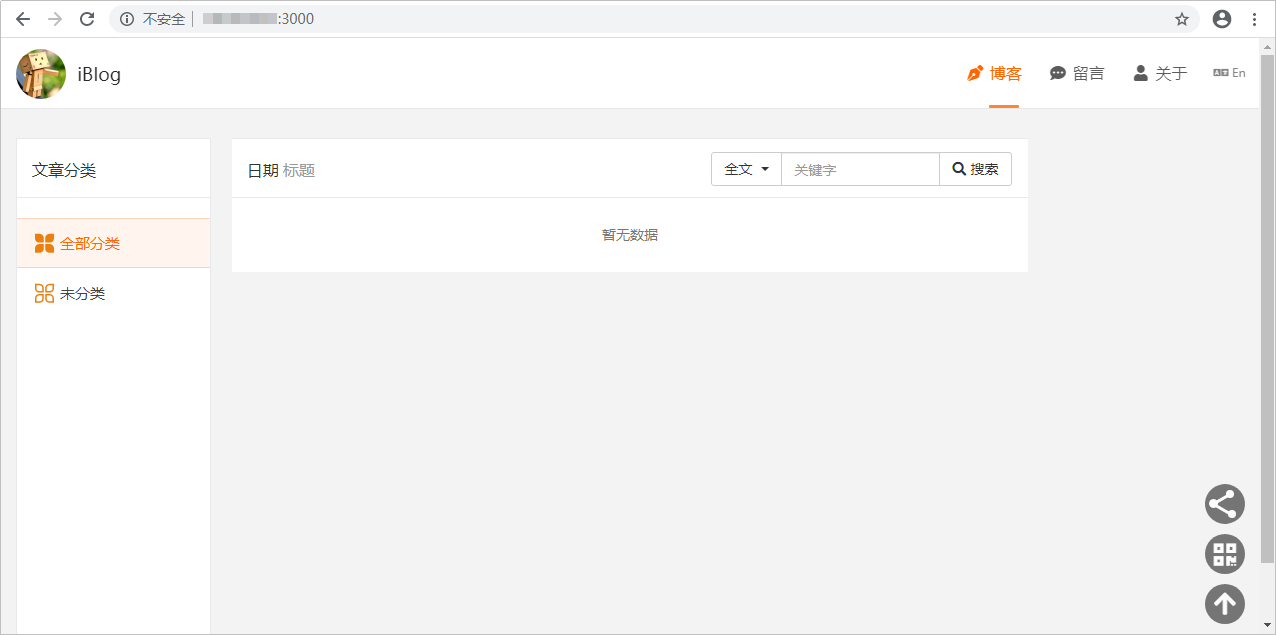 不安全 :3000
iBlog
博客 留言 关于 En
文章分类
日期 标题 全文 关键字 搜索
暂无数据
全部分类
未分类